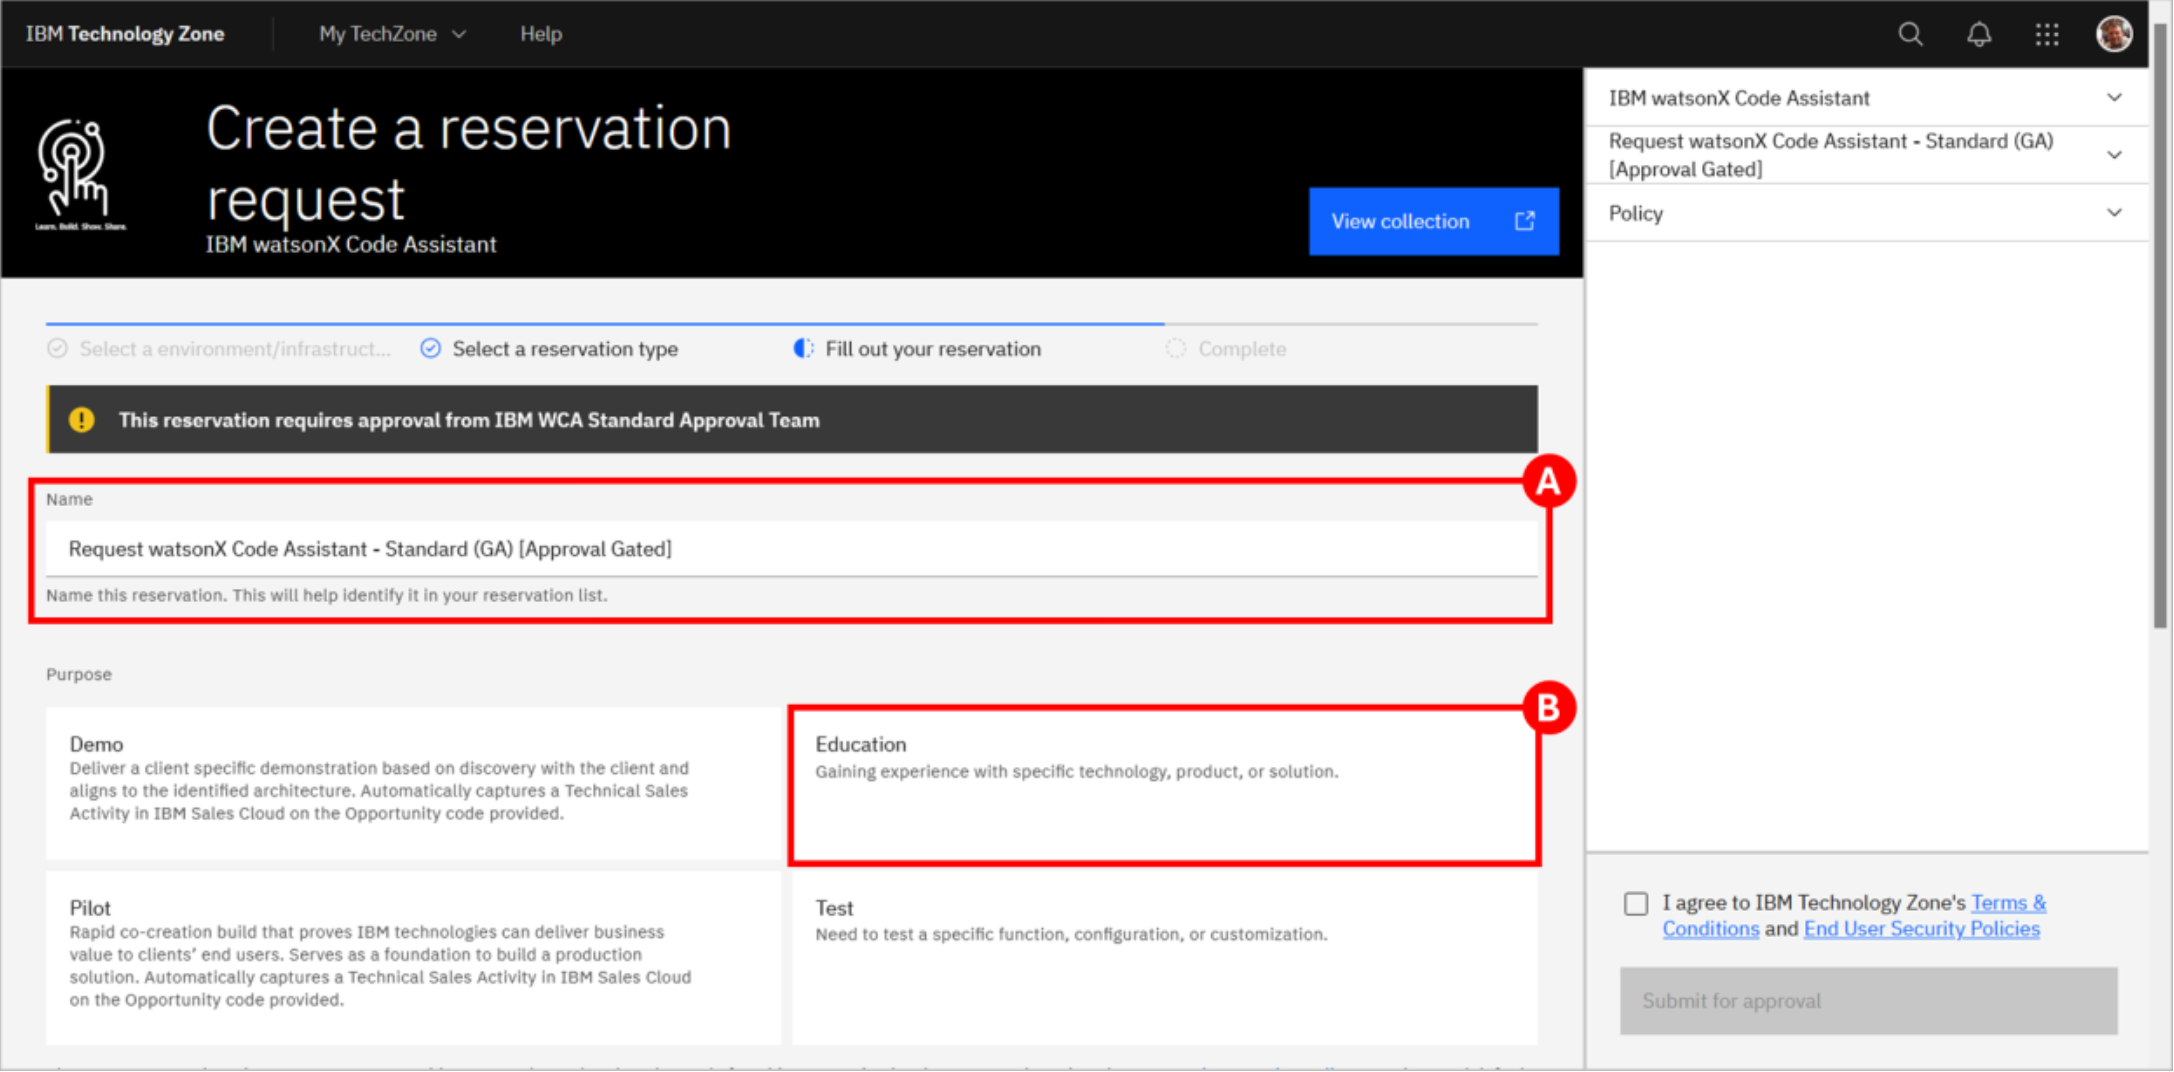 IBM Technology Zone
My TechZone
Help
Create a reservation
request
IBM watsonX Code Assistant
Learn. Build. Show. Share.
View collection
Select a environment/infrastruct...
Select a reservation type
Fill out your reservation
Complete
This reservation requires approval from IBM WCA Standard Approval Team
A
Name
Request watsonX Code Assistant - Standard (GA) [Approval Gated]
Name this reservation. This will help identify it in your reservation list.
Purpose
B
Demo
Deliver a client specific demonstration based on discovery with the client and
aligns to the identified architecture. Automatically captures a Technical Sales
Activity in IBM Sales Cloud on the Opportunity code provided.
Education
Gaining experience with specific technology, product, or solution.
Pilot
Rapid co-creation build that proves IBM technologies can deliver business
value to clients' end users. Serves as a foundation to build a production
solution. Automatically captures a Technical Sales Activity in IBM Sales Cloud
on the Opportunity code provided.
Test
Need to test a specific function, configuration, or customization.
IBM watsonX Code Assistant
Request watsonX Code Assistant - Standard (GA)
[Approval Gated]
Policy
I agree to IBM Technology Zone's Terms &
Conditions and End User Security Policies
Submit for approval